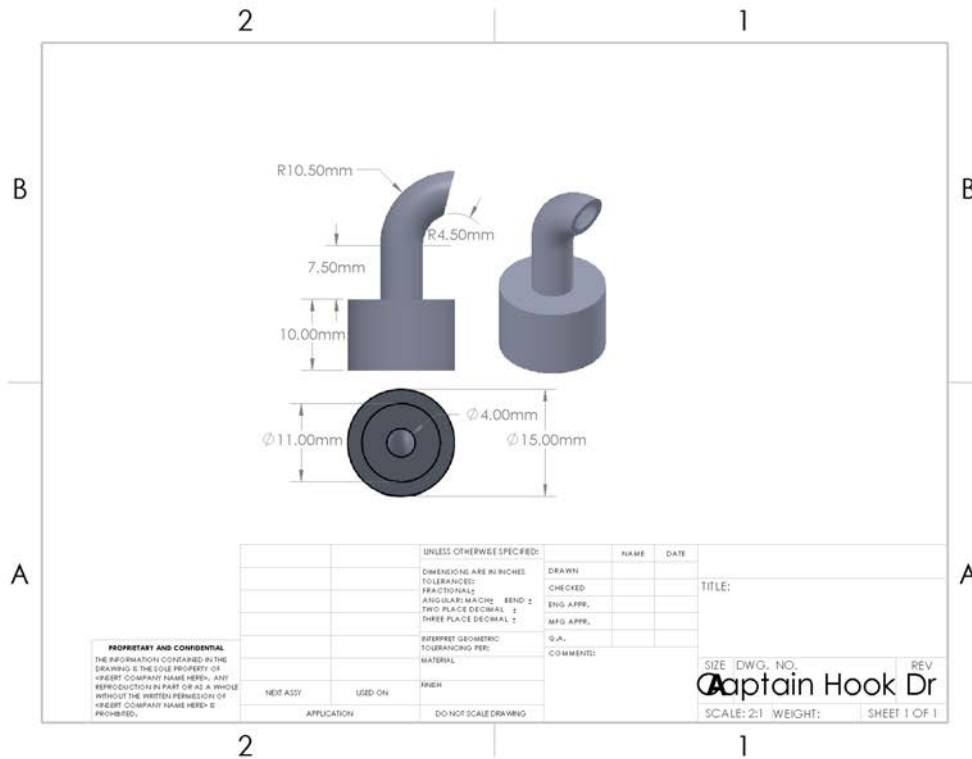 2
1
B
B
R10.50mm
R4.50mm
7.50mm
10.00mm
Ø4.00mm
Ø11.00mm
Ø15.00mm
A
A
UNLESS OTHERWISE SPECIFIED:
DIMENSIONS ARE IN INCHES
TOLERANCES:
FRACTIONAL±
ANGULAR: MACH± BEND ±
TWO PLACE DECIMAL ±
THREE PLACE DECIMAL ±
INTERPRET GEOMETRIC
TOLERANCING PER:
MATERIAL
FINISH
DO NOT SCALE DRAWING
NAME DATE
DRAWN
CHECKED
ENG APPR.
MFG APPR.
Q.A.
COMMENTS:
TITLE:
SIZE DWG. NO. REV
A
Captain Hook Dr
SCALE: 2:1 WEIGHT: SHEET 1 OF 1
PROPRIETARY AND CONFIDENTIAL
THE INFORMATION CONTAINED IN THIS
DRAWING IS THE SOLE PROPERTY OF
<INSERT COMPANY NAME HERE>. ANY
REPRODUCTION IN PART OR AS A WHOLE
WITHOUT THE WRITTEN PERMISSION OF
<INSERT COMPANY NAME HERE> IS
PROHIBITED.
NEXT ASSY USED ON
APPLICATION
2
1